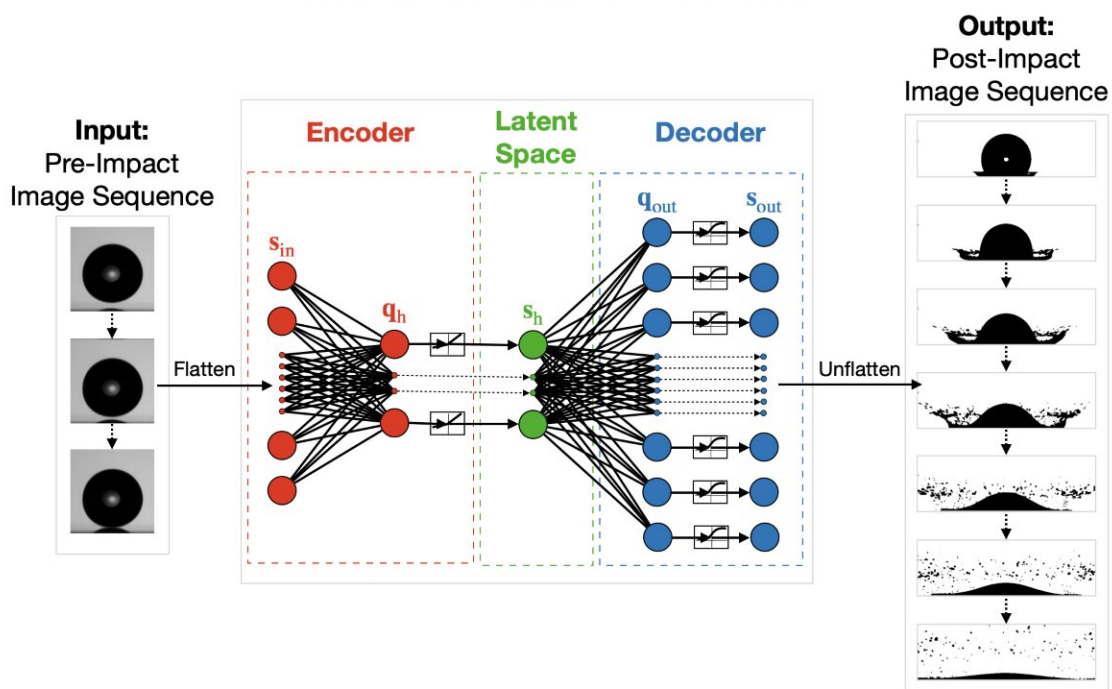 Input:
Pre-Impact
Image Sequence
Flatten
Encoder
s_in
q_h
Latent
Space
s_h
Decoder
q_out
s_out
Unflatten
Output:
Post-Impact
Image Sequence